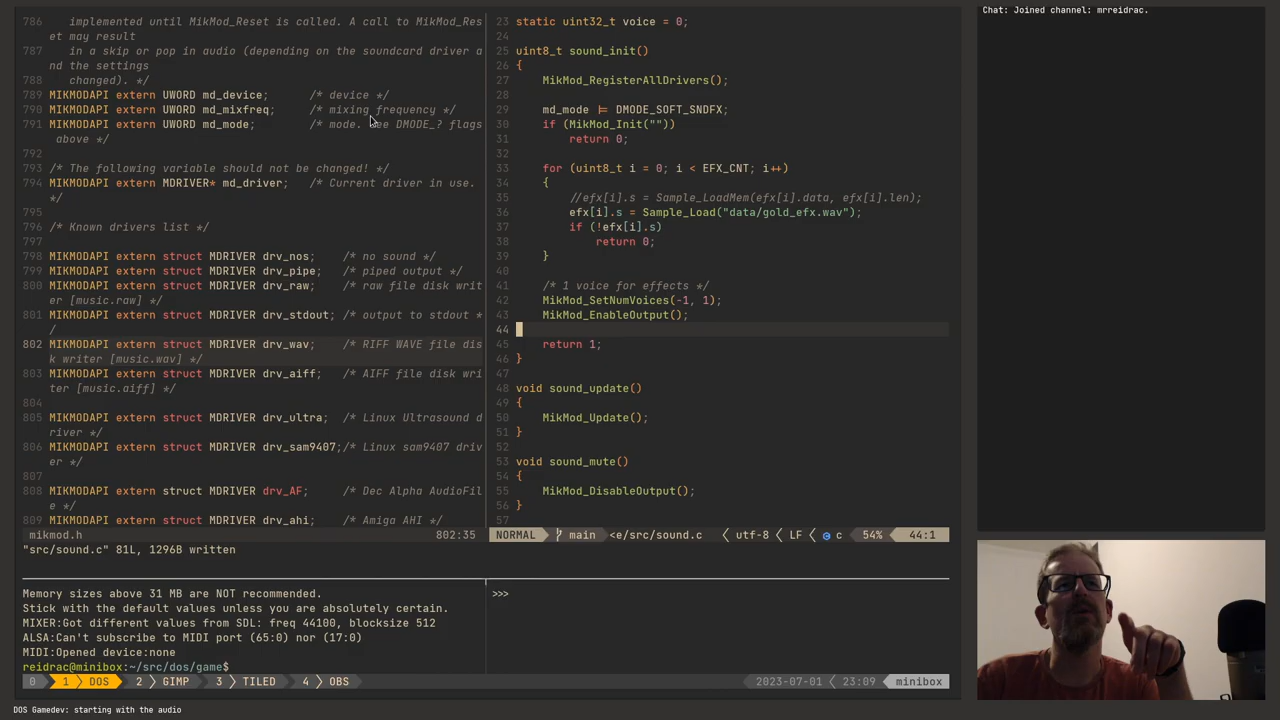 Chat: Joined channel: mrreidrac.
786 implemented until MikMod_Reset is called. A call to MikMod_Res
et may result
787 in a skip or pop in audio (depending on the soundcard driver a
nd the settings
788 changed). */
789 MIKMODAPI extern UWORD md_device; /* device */
790 MIKMODAPI extern UWORD md_mixfreq; /* mixing frequency */
791 MIKMODAPI extern UWORD md_mode; /* mode. See DMODE_? flags
above */
792
793 /* The following variable should not be changed! */
794 MIKMODAPI extern MDRIVER* md_driver; /* Current driver in use.
*/
795
796 /* Known drivers list */
797
798 MIKMODAPI extern struct MDRIVER drv_nos; /* no sound */
799 MIKMODAPI extern struct MDRIVER drv_pipe; /* piped output */
800 MIKMODAPI extern struct MDRIVER drv_raw; /* raw file disk writ
er [music.raw] */
801 MIKMODAPI extern struct MDRIVER drv_stdout; /* output to stdout *
/
802 MIKMODAPI extern struct MDRIVER drv_wav; /* RIFF WAVE file dis
k writer [music.wav] */
803 MIKMODAPI extern struct MDRIVER drv_aiff; /* AIFF file disk wri
ter [music.aiff] */
804
805 MIKMODAPI extern struct MDRIVER drv_ultra; /* Linux Ultrasound d
river */
806 MIKMODAPI extern struct MDRIVER drv_sam9407;/* Linux sam9407 driv
er */
807
808 MIKMODAPI extern struct MDRIVER drv_AF; /* Dec Alpha AudioFil
e */
809 MIKMODAPI extern struct MDRIVER drv_ahi; /* Amiga AHI */
mikmod.h 802:35
"src/sound.c" 81L, 1296B written
23 static uint32_t voice = 0;
24
25 uint8_t sound_init()
26 {
27 MikMod_RegisterAllDrivers();
28
29 md_mode |= DMODE_SOFT_SNDFX;
30 if (MikMod_Init(""))
31 return 0;
32
33 for (uint8_t i = 0; i < EFX_CNT; i++)
34 {
35 //efx[i].s = Sample_LoadMem(efx[i].data, efx[i].len);
36 efx[i].s = Sample_Load("data/gold_efx.wav");
37 if (!efx[i].s)
38 return 0;
39 }
40
41 /* 1 voice for effects */
42 MikMod_SetNumVoices(-1, 1);
43 MikMod_EnableOutput();
44
45 return 1;
46 }
47
48 void sound_update()
49 {
50 MikMod_Update();
51 }
52
53 void sound_mute()
54 {
55 MikMod_DisableOutput();
56 }
57
NORMAL main <e/src/sound.c utf-8 LF c 54% 44:1
Memory sizes above 31 MB are NOT recommended.
Stick with the default values unless you are absolutely certain.
MIXER:Got different values from SDL: freq 44100, blocksize 512
ALSA:Can't subscribe to MIDI port (65:0) nor (17:0)
MIDI:Opened device:none
reidrac@minibox:~/src/dos/game$
>>>
0 1 DOS 2 GIMP 3 TILED 4 OBS 2023-07-01 23:09 minibox
DOS Gamedev: starting with the audio